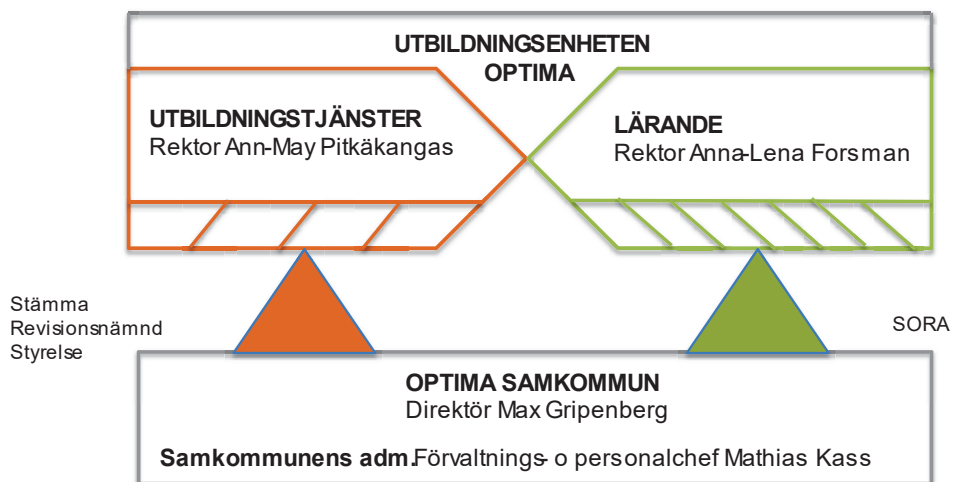 UTBILDNINGSENHETEN
OPTIMA
UTBILDNINGSTJÄNSTER
Rektor Ann-May Pitkäkangas
LÄRANDE
Rektor Anna-Lena Forsman
Stämma
Revisionsnämnd
Styrelse
SORA
OPTIMA SAMKOMMUN
Direktör Max Gripenberg
Samkommunens adm.Förvaltnings- o personalchef Mathias Kass